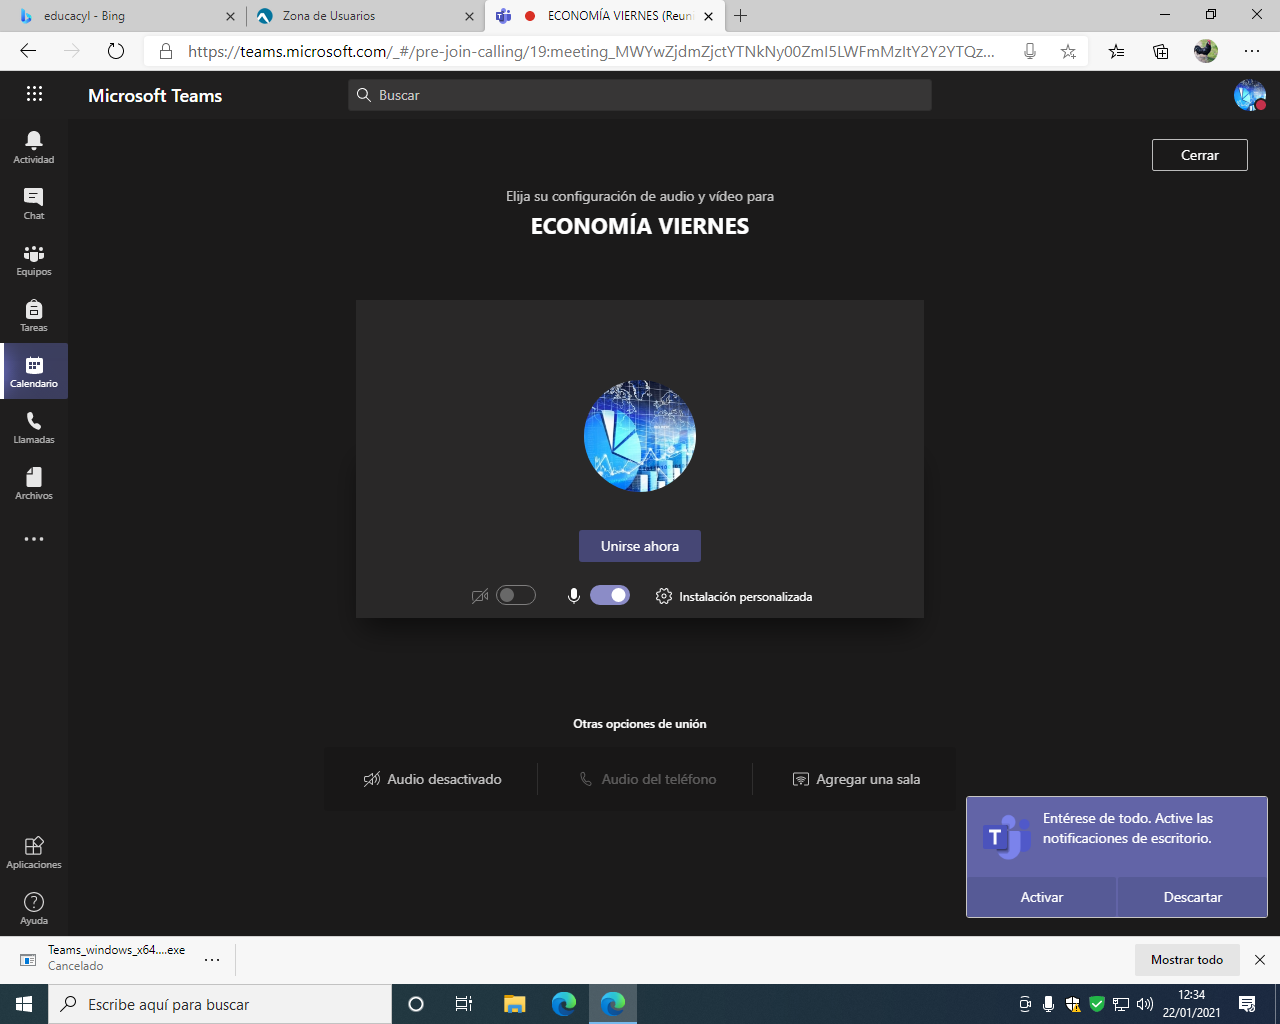 educacyl - Bing
Zona de Usuarios
ECONOMÍA VIERNES (Reuni
https://teams.microsoft.com/_#/pre-join-calling/19:meeting_MWYwZjdmZjctYTNkNy00ZmI5LWFmMzItY2Y2YTQz...
Microsoft Teams
Buscar
Actividad
Chat
Equipos
Tareas
Calendario
Llamadas
Archivos
Aplicaciones
Ayuda
Cerrar
Elija su configuración de audio y vídeo para
ECONOMÍA VIERNES
Unirse ahora
Instalación personalizada
Otras opciones de unión
Audio desactivado
Audio del teléfono
Agregar una sala
T
Entérese de todo. Active las
notificaciones de escritorio.
Activar
Descartar
Teams_windows_x64....exe
Cancelado
Mostrar todo
Escribe aquí para buscar
12:34
22/01/2021